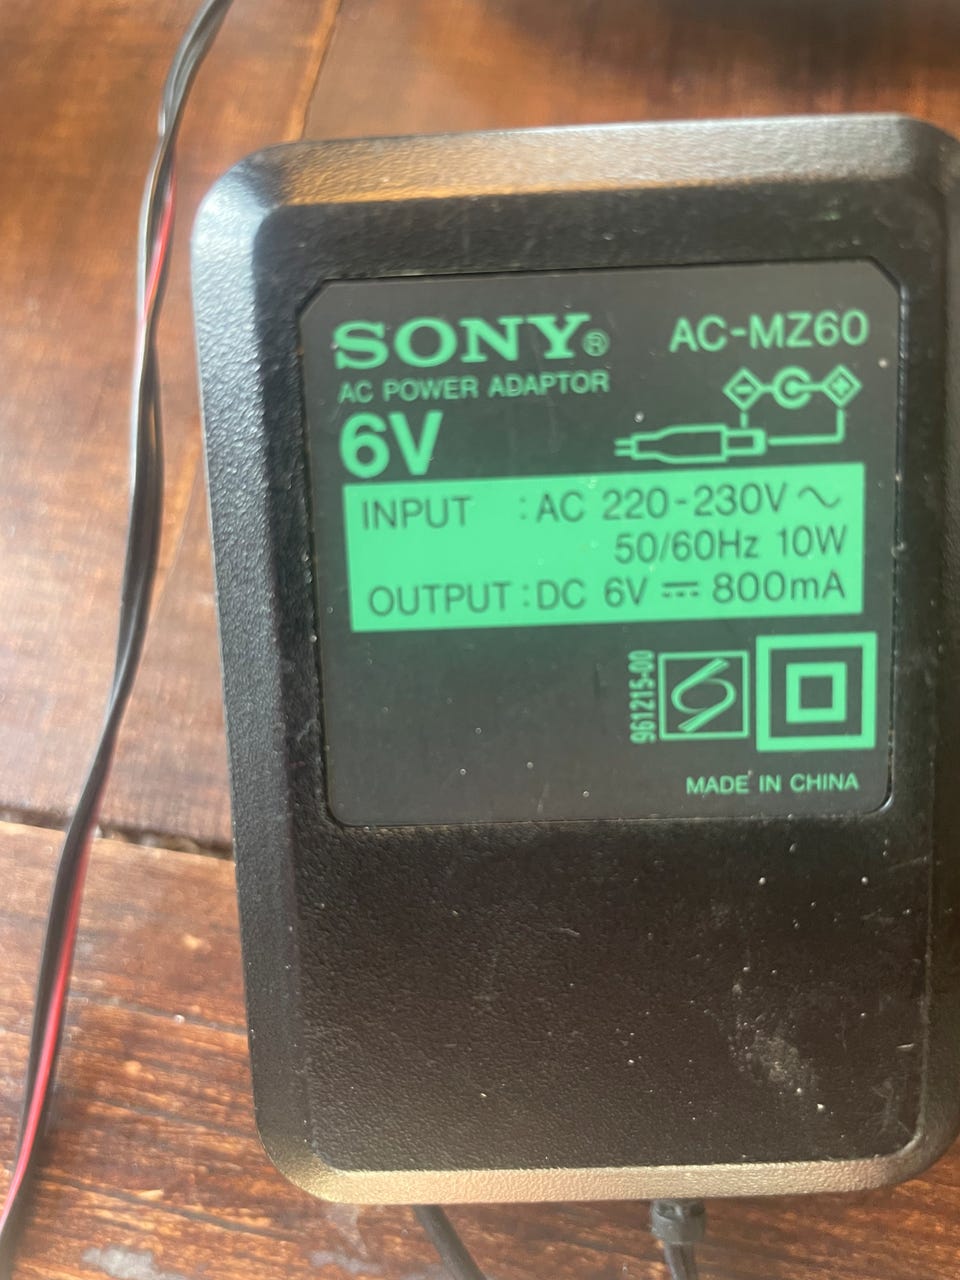 SONY® AC-MZ60
AC POWER ADAPTOR
6V
INPUT : AC 220-230V ~
50/60Hz 10W
OUTPUT : DC 6V ⎓ 800mA
961215-00
MADE IN CHINA